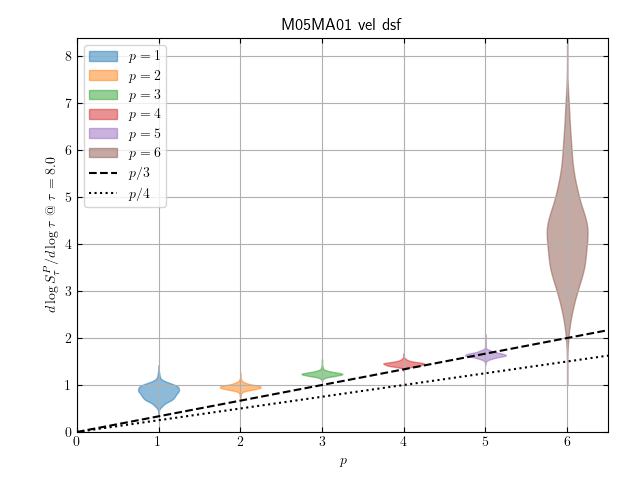 M05MA01 vel dsf
p = 1
p = 2
p = 3
p = 4
p = 5
p = 6
p/3
p/4
d log S_τ^P / d log τ @ τ = 8.0
8
7
6
5
4
3
2
1
0
0 1 2 3 4 5 6
p